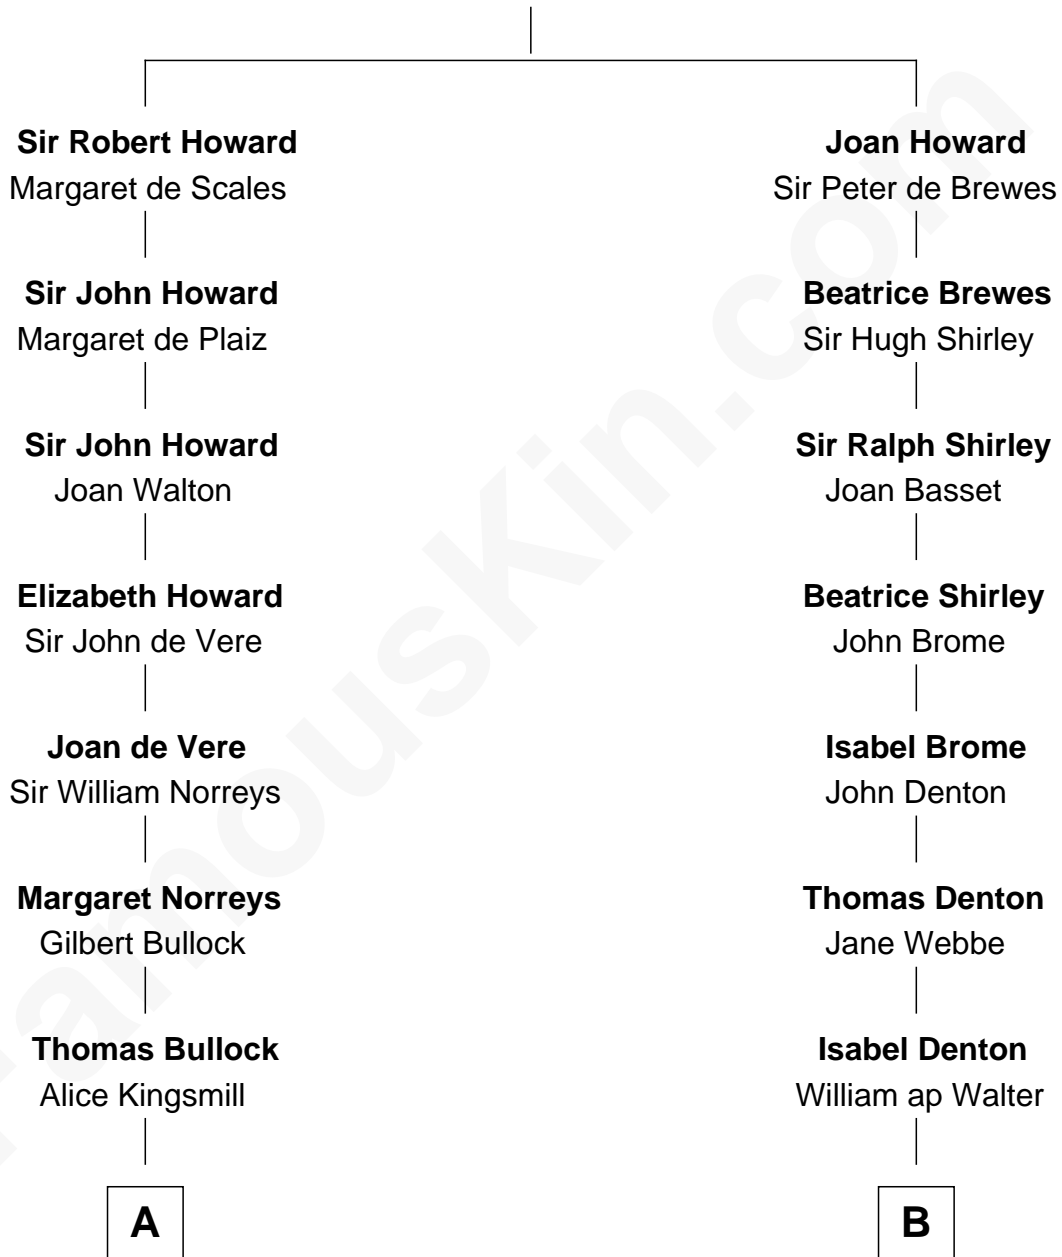 Sir Robert Howard
Margaret de Scales
Sir John Howard
Margaret de Plaiz
Sir John Howard
Joan Walton
Elizabeth Howard
Sir John de Vere
Joan de Vere
Sir William Norreys
Margaret Norreys
Gilbert Bullock
Thomas Bullock
Alice Kingsmill
A
Joan Howard
Sir Peter de Brewes
Beatrice Brewes
Sir Hugh Shirley
Sir Ralph Shirley
Joan Basset
Beatrice Shirley
John Brome
Isabel Brome
John Denton
Thomas Denton
Jane Webbe
Isabel Denton
William ap Walter
B
FamousKin.com